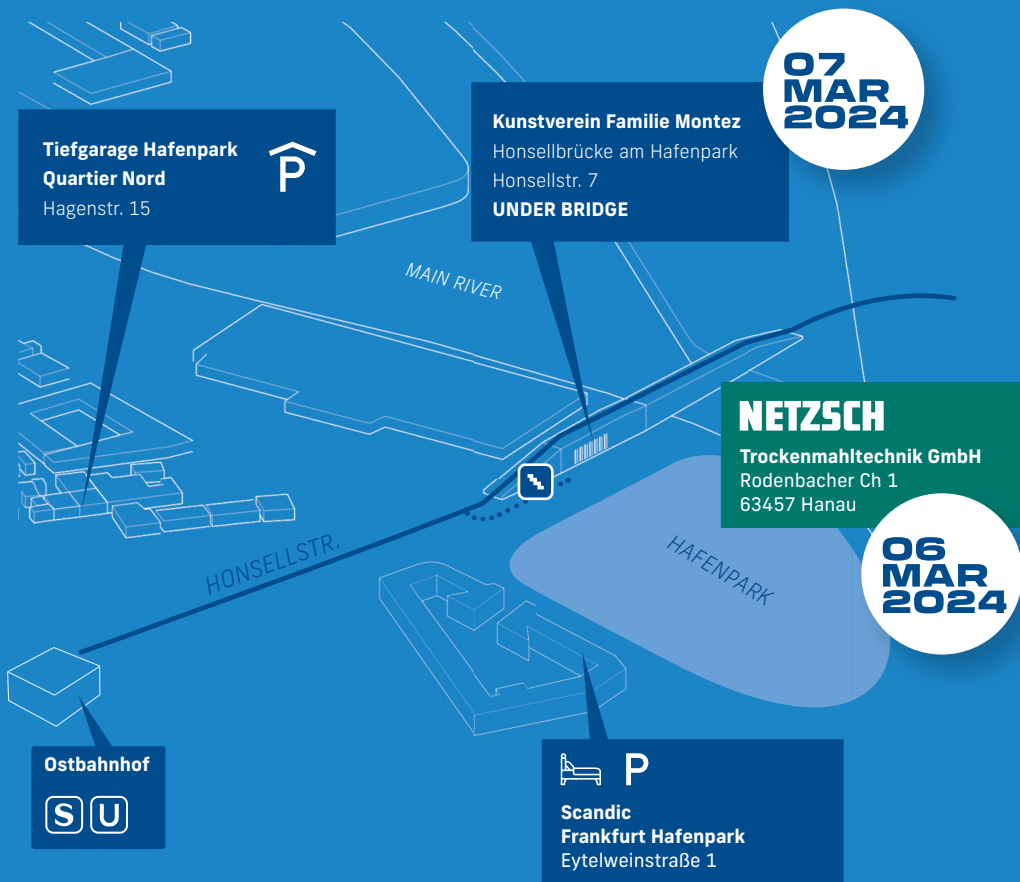 07
MAR
2024
Kunstverein Familie Montez
Honsellbrücke am Hafenpark
Honsellstr. 7
UNDER BRIDGE
Tiefgarage Hafenpark
Quartier Nord
Hagenstr. 15
P
MAIN RIVER
NETZSCH
Trockenmahltechnik GmbH
Rodenbacher Ch 1
63457 Hanau
06
MAR
2024
HONSELLSTR.
HAFENPARK
Ostbahnhof
S U
P
Scandic
Frankfurt Hafenpark
Eytelweinstraße 1